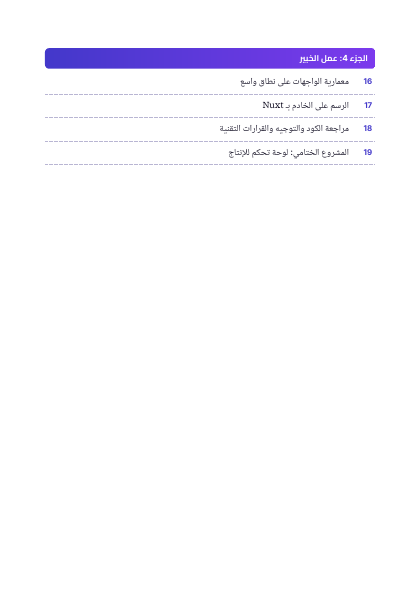 الجزء 4: عمل الخبير
16 معمارية الواجهات على نطاق واسع
17 الرسم على الخادم بـ Nuxt
18 مراجعة الكود والتوجيه والقرارات التقنية
19 المشروع الختامي: لوحة تحكم للإنتاج